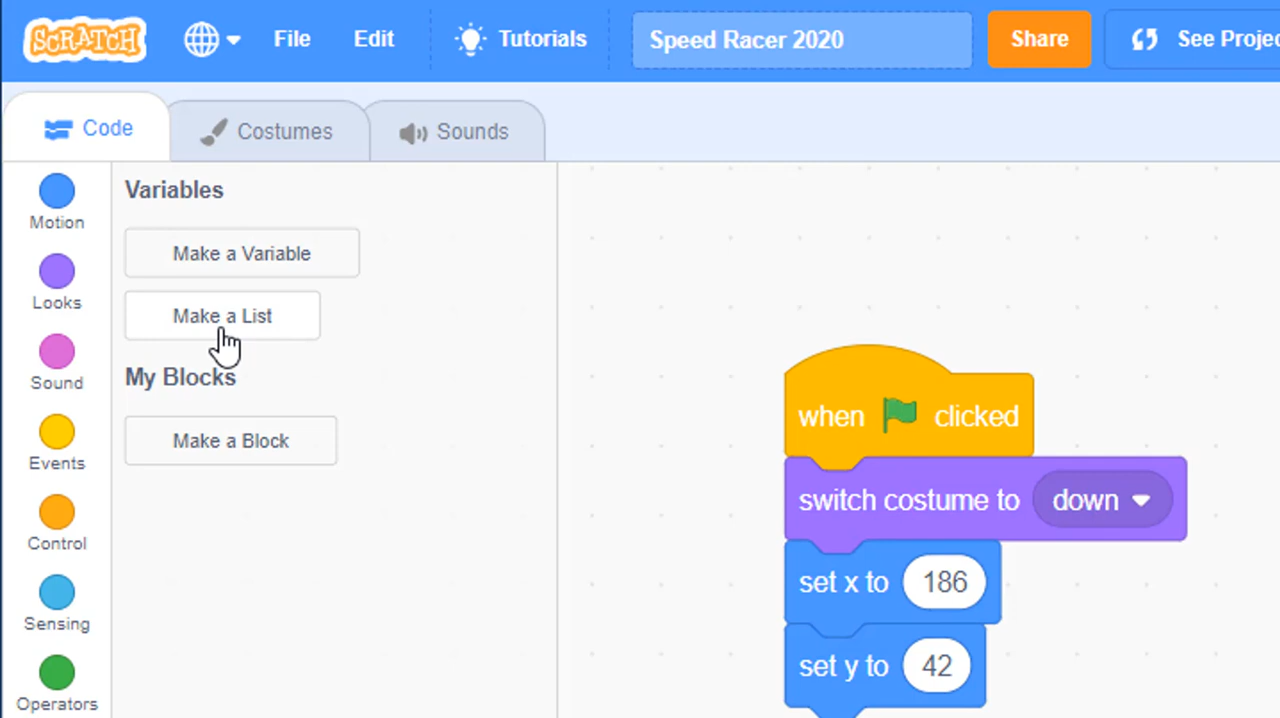 SCRATCH File Edit Tutorials Speed Racer 2020 Share See Projec
Code Costumes Sounds
Motion
Looks
Sound
Events
Control
Sensing
Operators
Variables
Make a Variable
Make a List
My Blocks
Make a Block
when clicked
switch costume to down
set x to 186
set y to 42